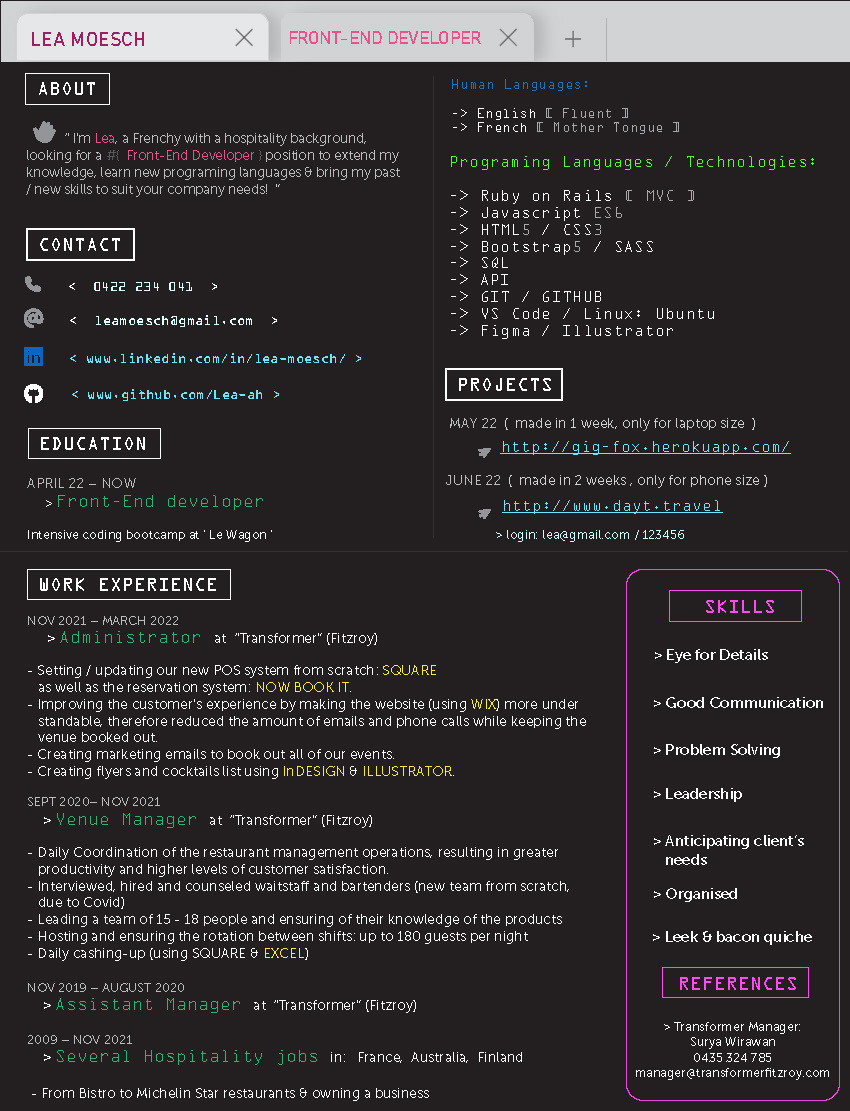 LEA MOESCH
FRONT-END DEVELOPER
ABOUT
" I'm Lea, a Frenchy with a hospitality background,
looking for a #{ Front-End Developer } position to extend my
knowledge, learn new programing languages & bring my past
/ new skills to suit your company needs! "
CONTACT
< 0422 234 041 >
< leamoesch@gmail.com >
< www.linkedin.com/in/lea-moesch/ >
< www.github.com/Lea-ah >
EDUCATION
APRIL 22 – NOW
>Front-End developer
Intensive coding bootcamp at ' Le Wagon '
Human Languages:
-> English [ Fluent ]
-> French [ Mother Tongue ]
Programing Languages / Technologies:
-> Ruby on Rails [ MVC ]
-> Javascript ES6
-> HTML5 / CSS3
-> Bootstrap5 / SASS
-> SQL
-> API
-> GIT / GITHUB
-> VS Code / Linux: Ubuntu
-> Figma / Illustrator
PROJECTS
MAY 22 ( made in 1 week, only for laptop size )
http://gig-fox.herokuapp.com/
JUNE 22 ( made in 2 weeks , only for phone size )
http://www.dayt.travel
> login: lea@gmail.com / 123456
WORK EXPERIENCE
NOV 2021 – MARCH 2022
> Administrator at "Transformer" (Fitzroy)
- Setting / updating our new POS system from scratch: SQUARE
as well as the reservation system: NOW BOOK IT.
- Improving the customer's experience by making the website (using WIX) more under
standable, therefore reduced the amount of emails and phone calls while keeping the
venue booked out.
- Creating marketing emails to book out all of our events.
- Creating flyers and cocktails list using InDESIGN & ILLUSTRATOR.
SEPT 2020– NOV 2021
> Venue Manager at "Transformer" (Fitzroy)
- Daily Coordination of the restaurant management operations, resulting in greater
productivity and higher levels of customer satisfaction.
- Interviewed, hired and counseled waitstaff and bartenders (new team from scratch,
due to Covid)
- Leading a team of 15 - 18 people and ensuring of their knowledge of the products
- Hosting and ensuring the rotation between shifts: up to 180 guests per night
- Daily cashing-up (using SQUARE & EXCEL)
NOV 2019 – AUGUST 2020
> Assistant Manager at "Transformer" (Fitzroy)
2009 – NOV 2021
> Several Hospitality jobs in: France, Australia, Finland
- From Bistro to Michelin Star restaurants & owning a business
SKILLS
> Eye for Details
> Good Communication
> Problem Solving
> Leadership
> Anticipating client's
needs
> Organised
> Leek & bacon quiche
REFERENCES
> Transformer Manager:
Surya Wirawan
0435 324 785
manager@transformerfitzroy.com